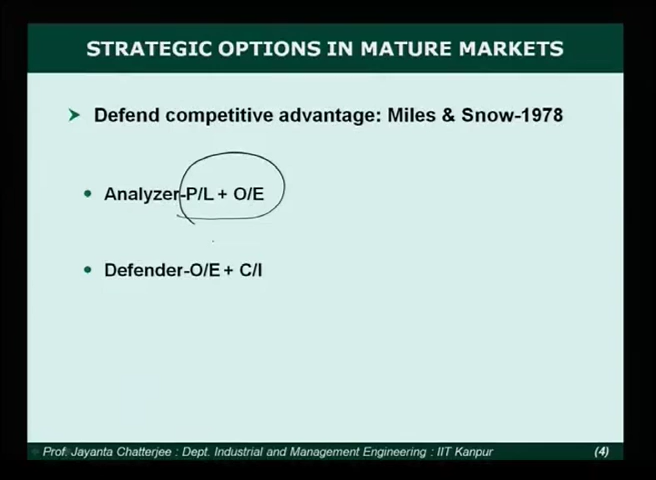 STRATEGIC OPTIONS IN MATURE MARKETS
Defend competitive advantage: Miles & Snow-1978
Analyzer-P/L + O/E
Defender-O/E + C/I
Prof. Jayanta Chatterjee : Dept. Industrial and Management Engineering : IIT Kanpur (4)